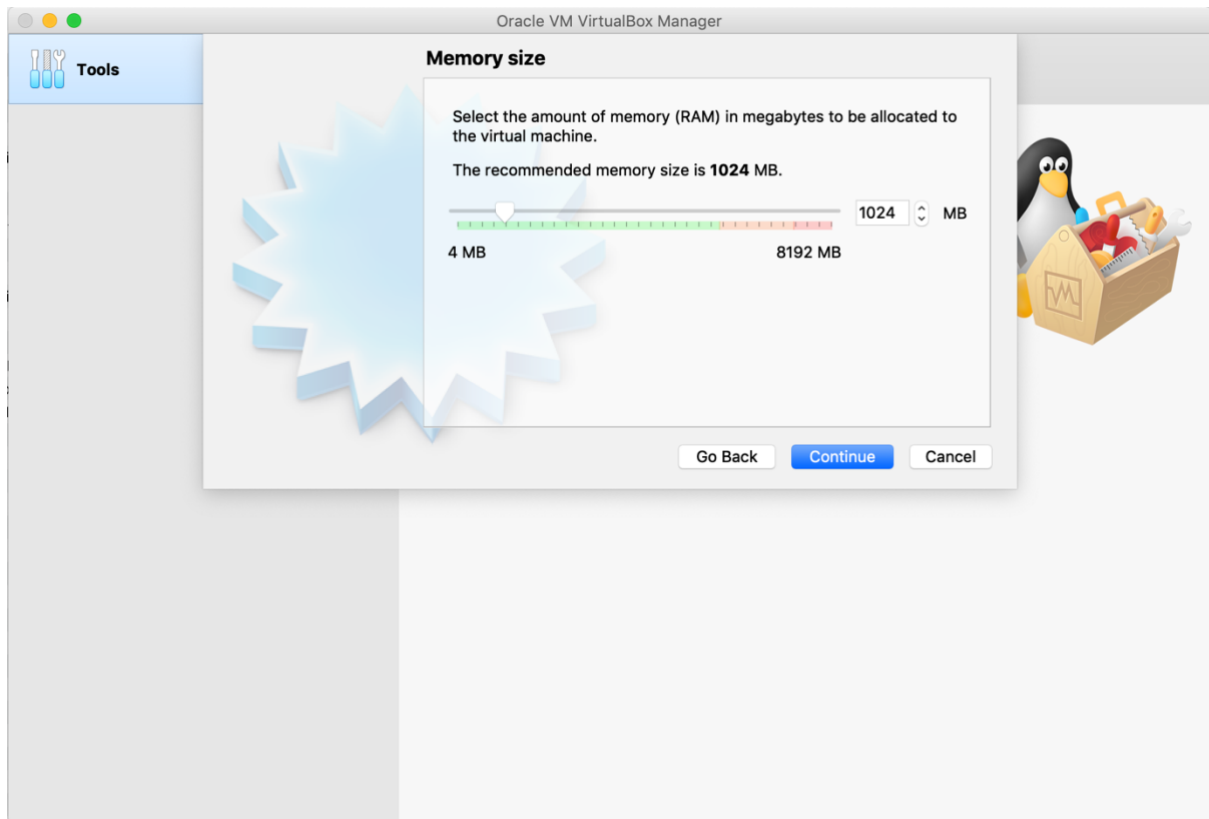 Oracle VM VirtualBox Manager
Tools
Memory size
Select the amount of memory (RAM) in megabytes to be allocated to
the virtual machine.
The recommended memory size is 1024 MB.
1024 MB
4 MB 8192 MB
Go Back Continue Cancel